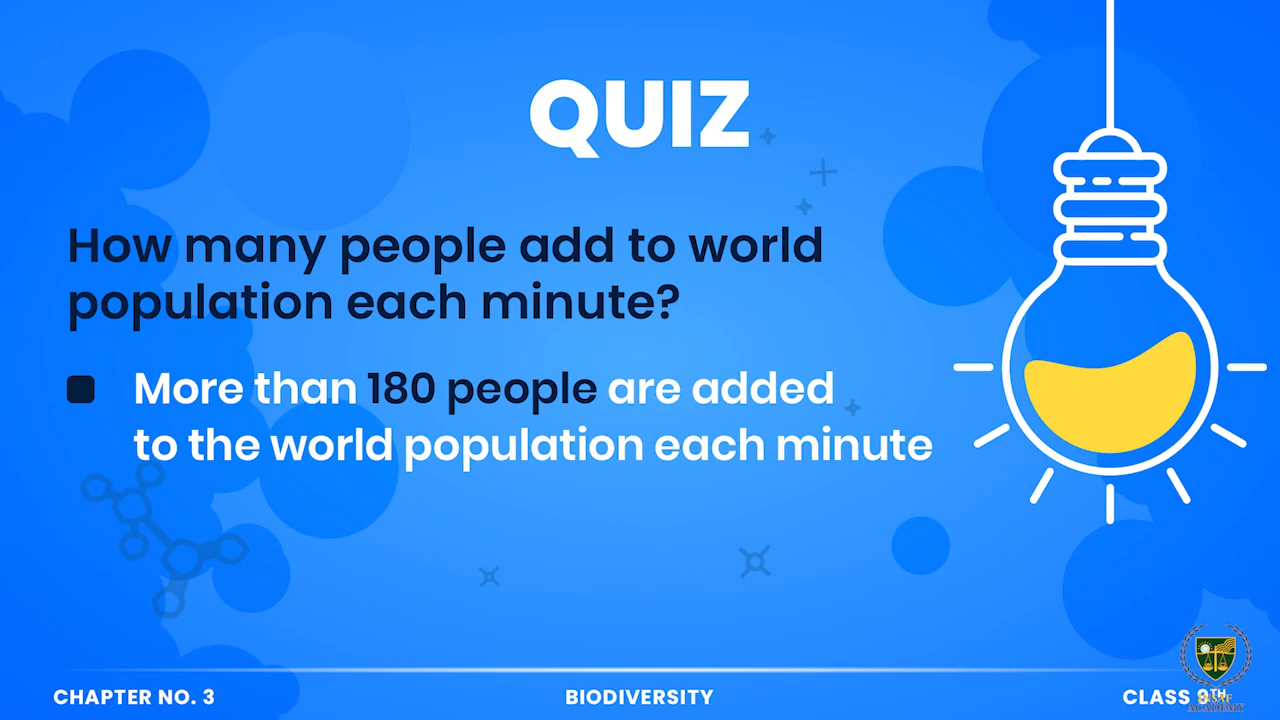 QUIZ
How many people add to world
population each minute?
More than 180 people are added
to the world population each minute
CHAPTER NO. 3
BIODIVERSITY
CLASS 9TH
ACADEMY